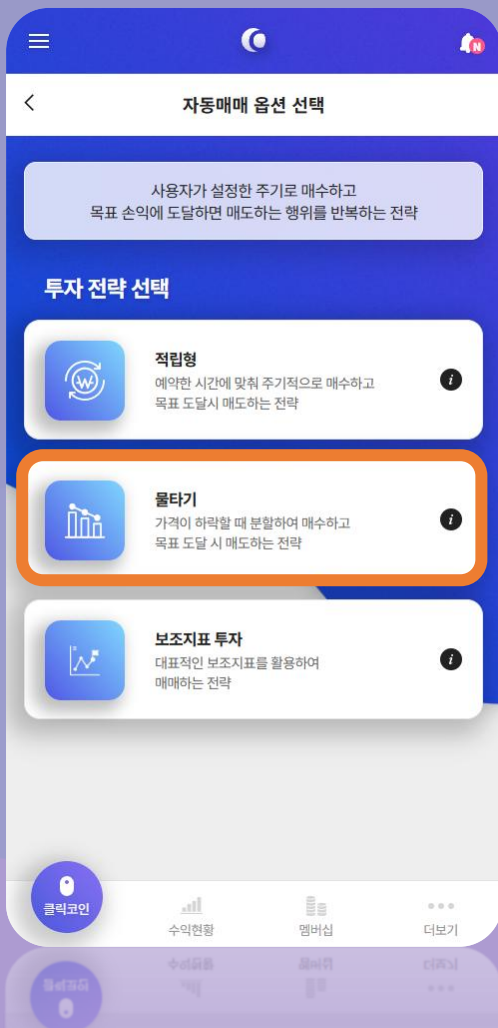 N
자동매매 옵션 선택
사용자가 설정한 주기로 매수하고
목표 손익에 도달하면 매도하는 행위를 반복하는 전략
투자 전략 선택
적립형
예약한 시간에 맞춰 주기적으로 매수하고
목표 도달시 매도하는 전략
i
물타기
가격이 하락할 때 분할하여 매수하고
목표 도달 시 매도하는 전략
i
보조지표 투자
대표적인 보조지표를 활용하여
매매하는 전략
i
클릭코인
수익현황
멤버십
더보기